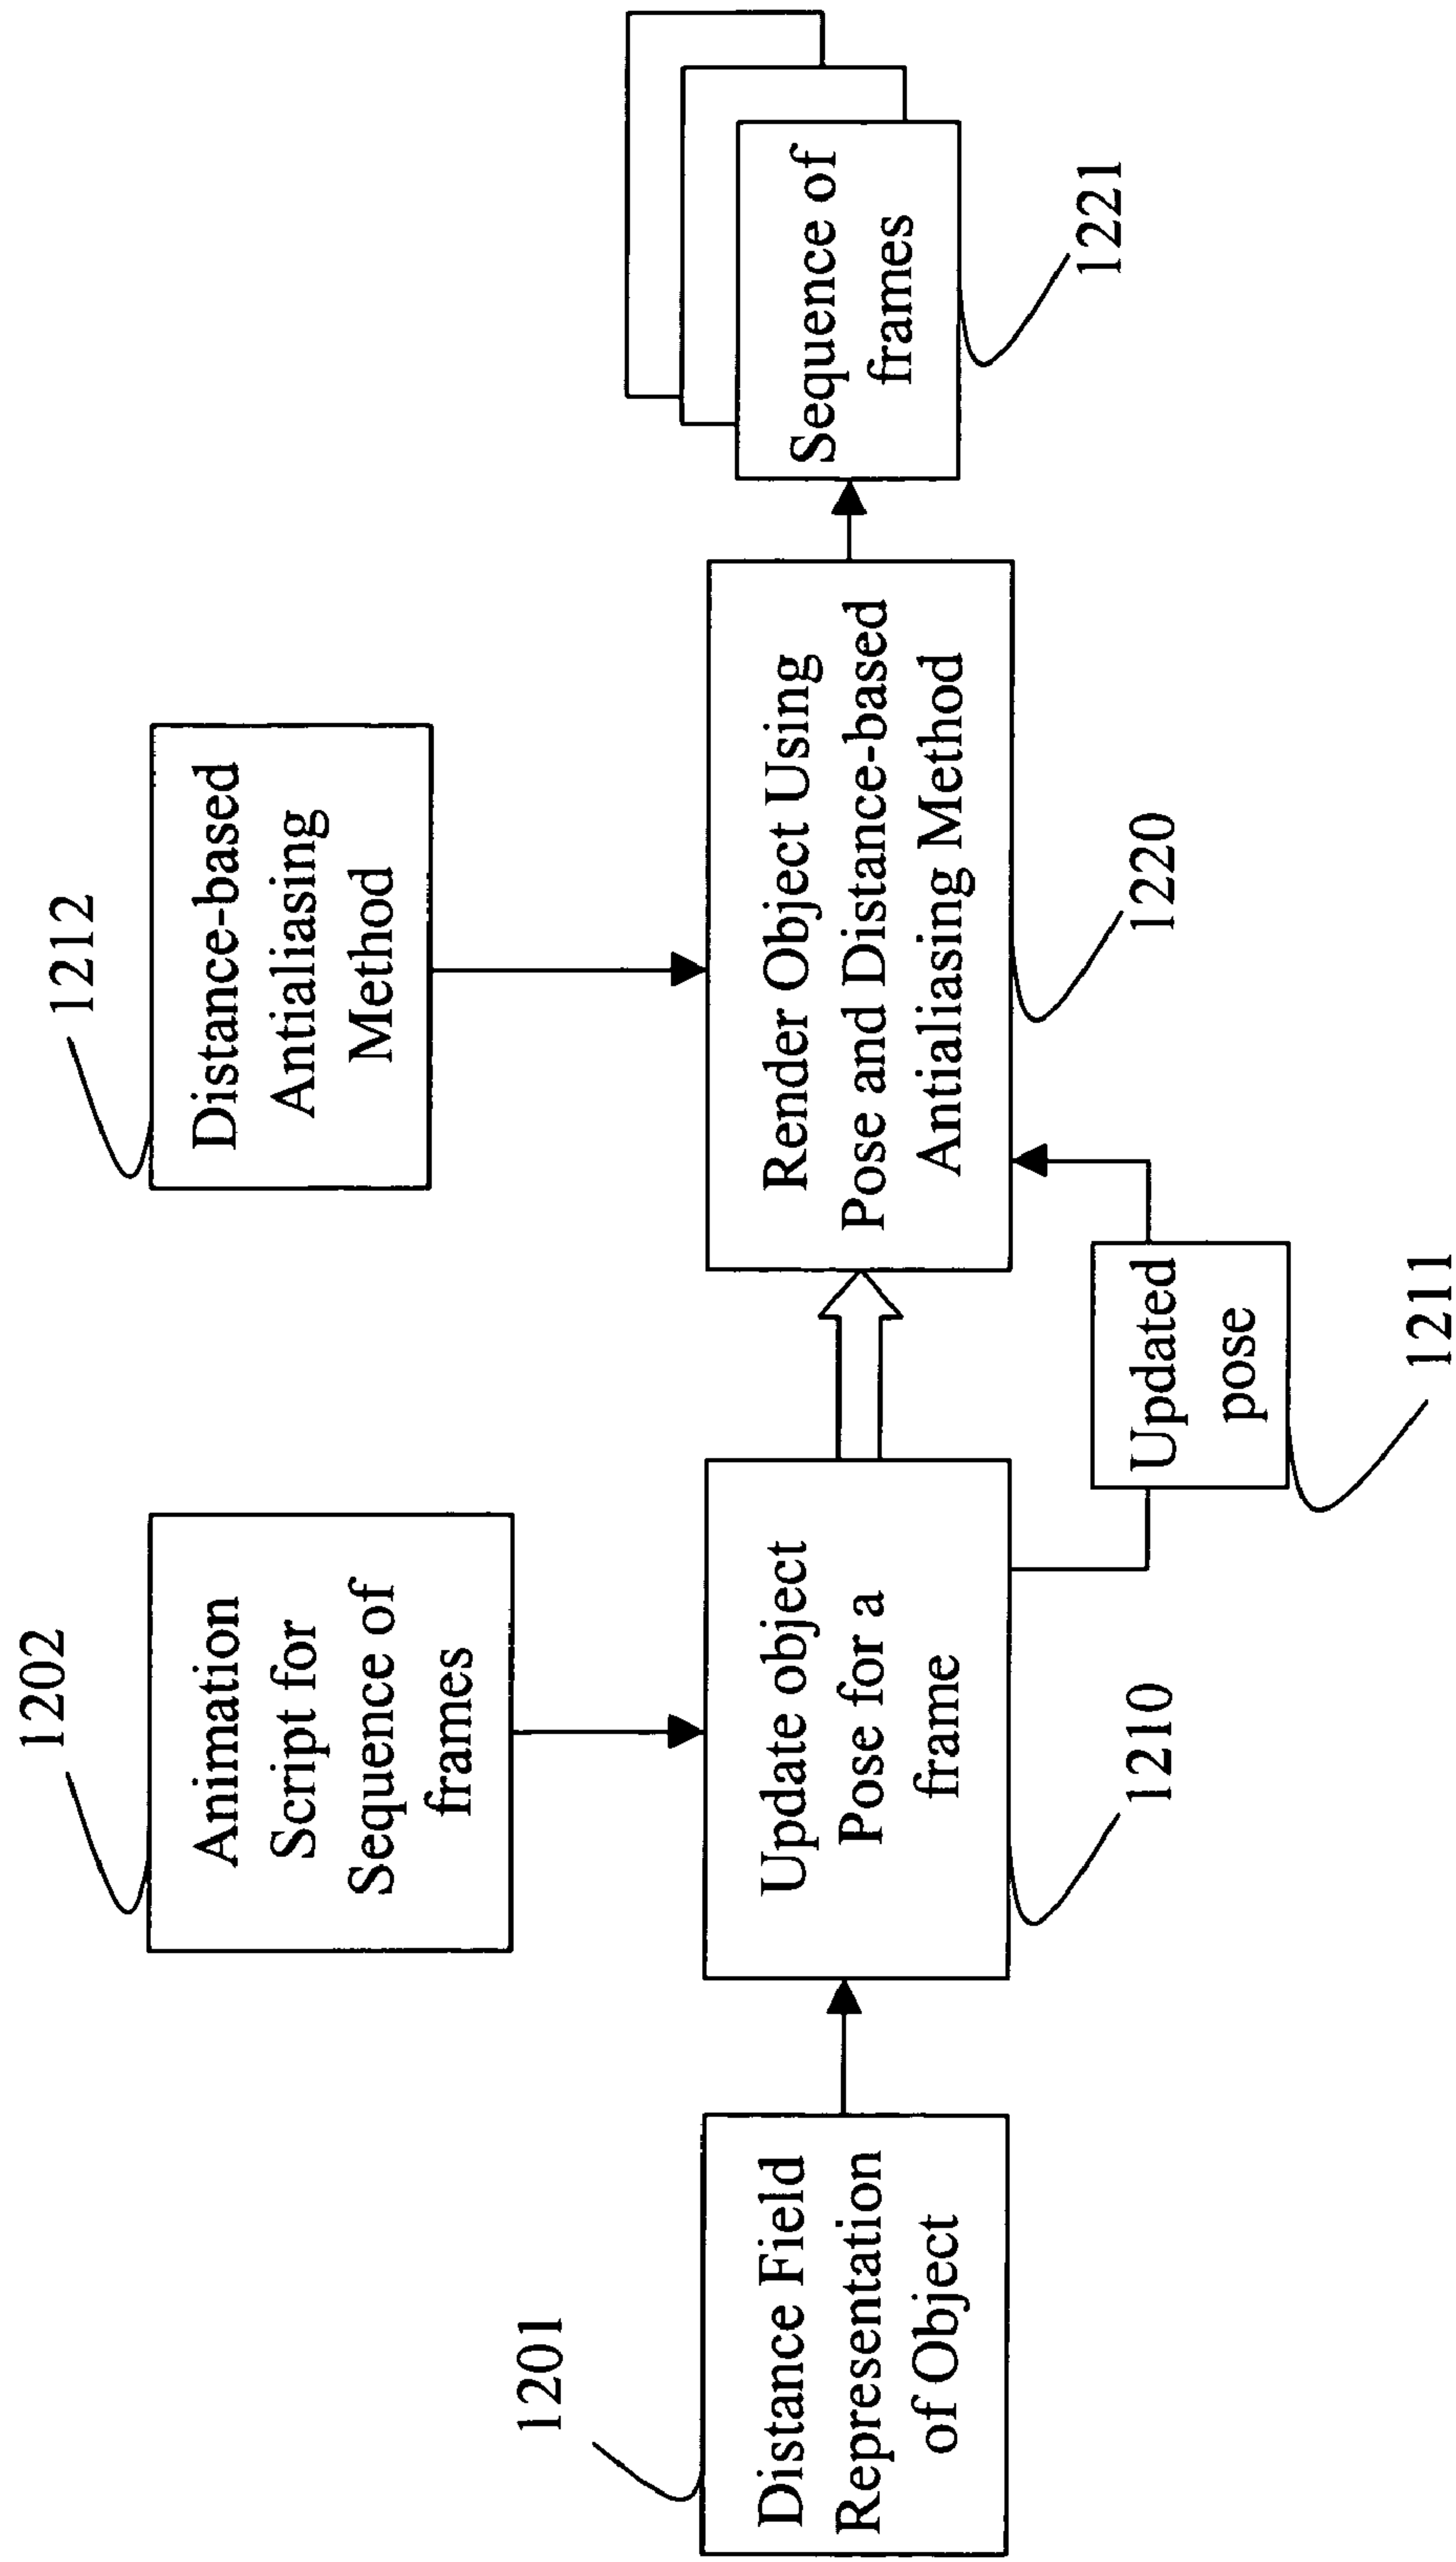 1202
Animation
Script for
Sequence of
frames
1212
Distance-based
Antialiasing
Method
1201
Distance Field
Representation
of Object
Update object
Pose for a
frame
1210
Render Object Using
Pose and Distance-based
Antialiasing Method
1220
Sequence of
frames
1221
Updated
pose
1211